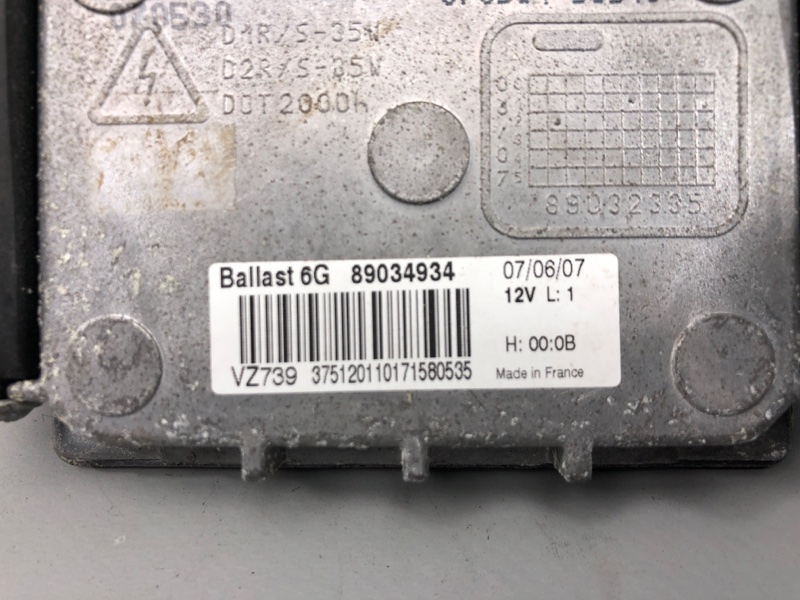 D1R/S-35W
D2R/S-35W
DOT2000h
89032335
Ballast 6G 89034934
07/06/07
12V L: 1
H: 00:0B
VZ739 375120110171580535
Made in France